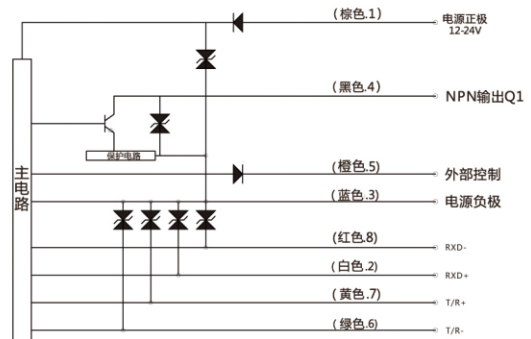 (棕色.1) 电源正极
12-24V
(黑色.4) NPN输出Q1
保护电路
主电路
(橙色.5) 外部控制
(蓝色.3) 电源负极
(红色.8) RXD-
(白色.2) RXD+
(黄色.7) T/R+
(绿色.6) T/R-